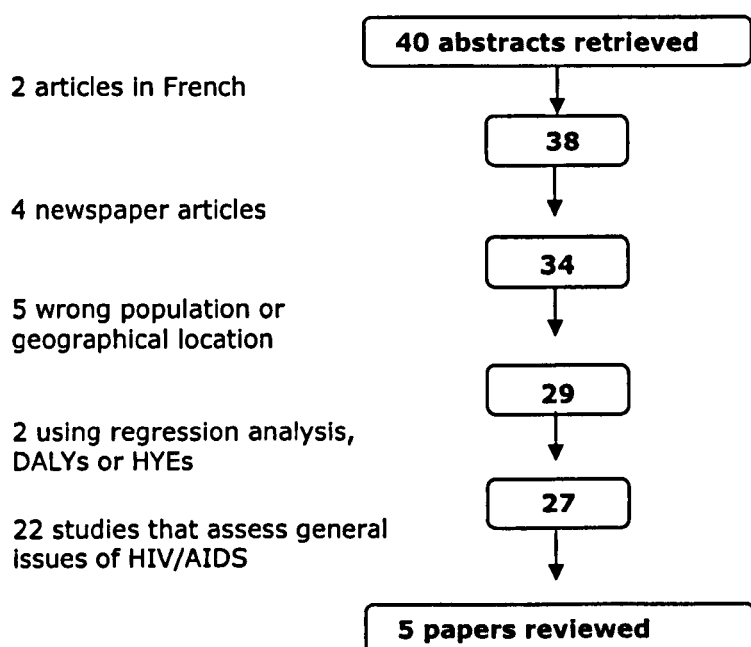 40 abstracts retrieved
2 articles in French
38
4 newspaper articles
34
5 wrong population or
geographical location
29
2 using regression analysis,
DALYs or HYEs
27
22 studies that assess general
issues of HIV/AIDS
5 papers reviewed